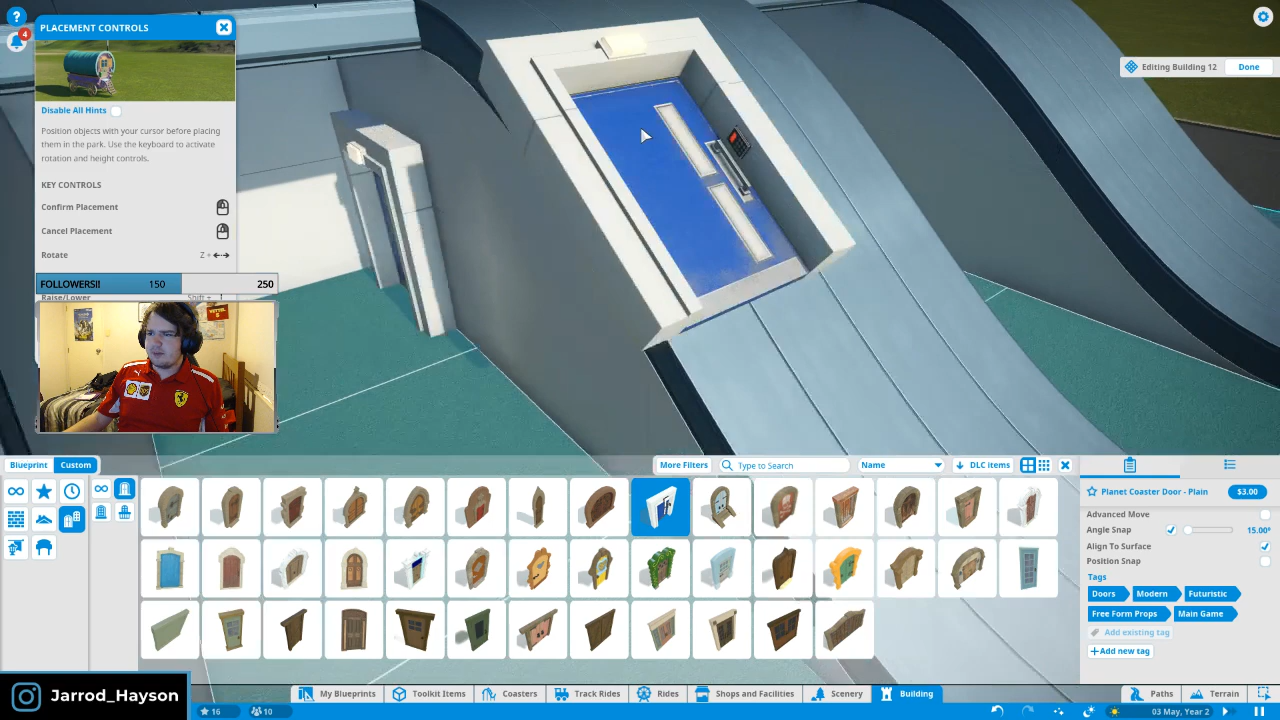 ?
4
PLACEMENT CONTROLS
Disable All Hints
Position objects with your cursor before placing
them in the park. Use the keyboard to activate
rotation and height controls.
KEY CONTROLS
Confirm Placement
Cancel Placement
Rotate
Z +
FOLLOWERS!! 150 250
Raise/Lower Shift +
Editing Building 12 Done
Blueprint Custom
More Filters Type to Search Name DLC items
Planet Coaster Door - Plain $3.00
Advanced Move
Angle Snap 15.00°
Align To Surface
Position Snap
Tags
Doors Modern Futuristic
Free Form Props Main Game
Add existing tag
+Add new tag
Jarrod_Hayson
My Blueprints Toolkit Items Coasters Track Rides Rides Shops and Facilities Scenery Building Paths Terrain
16 10 03 May, Year 2